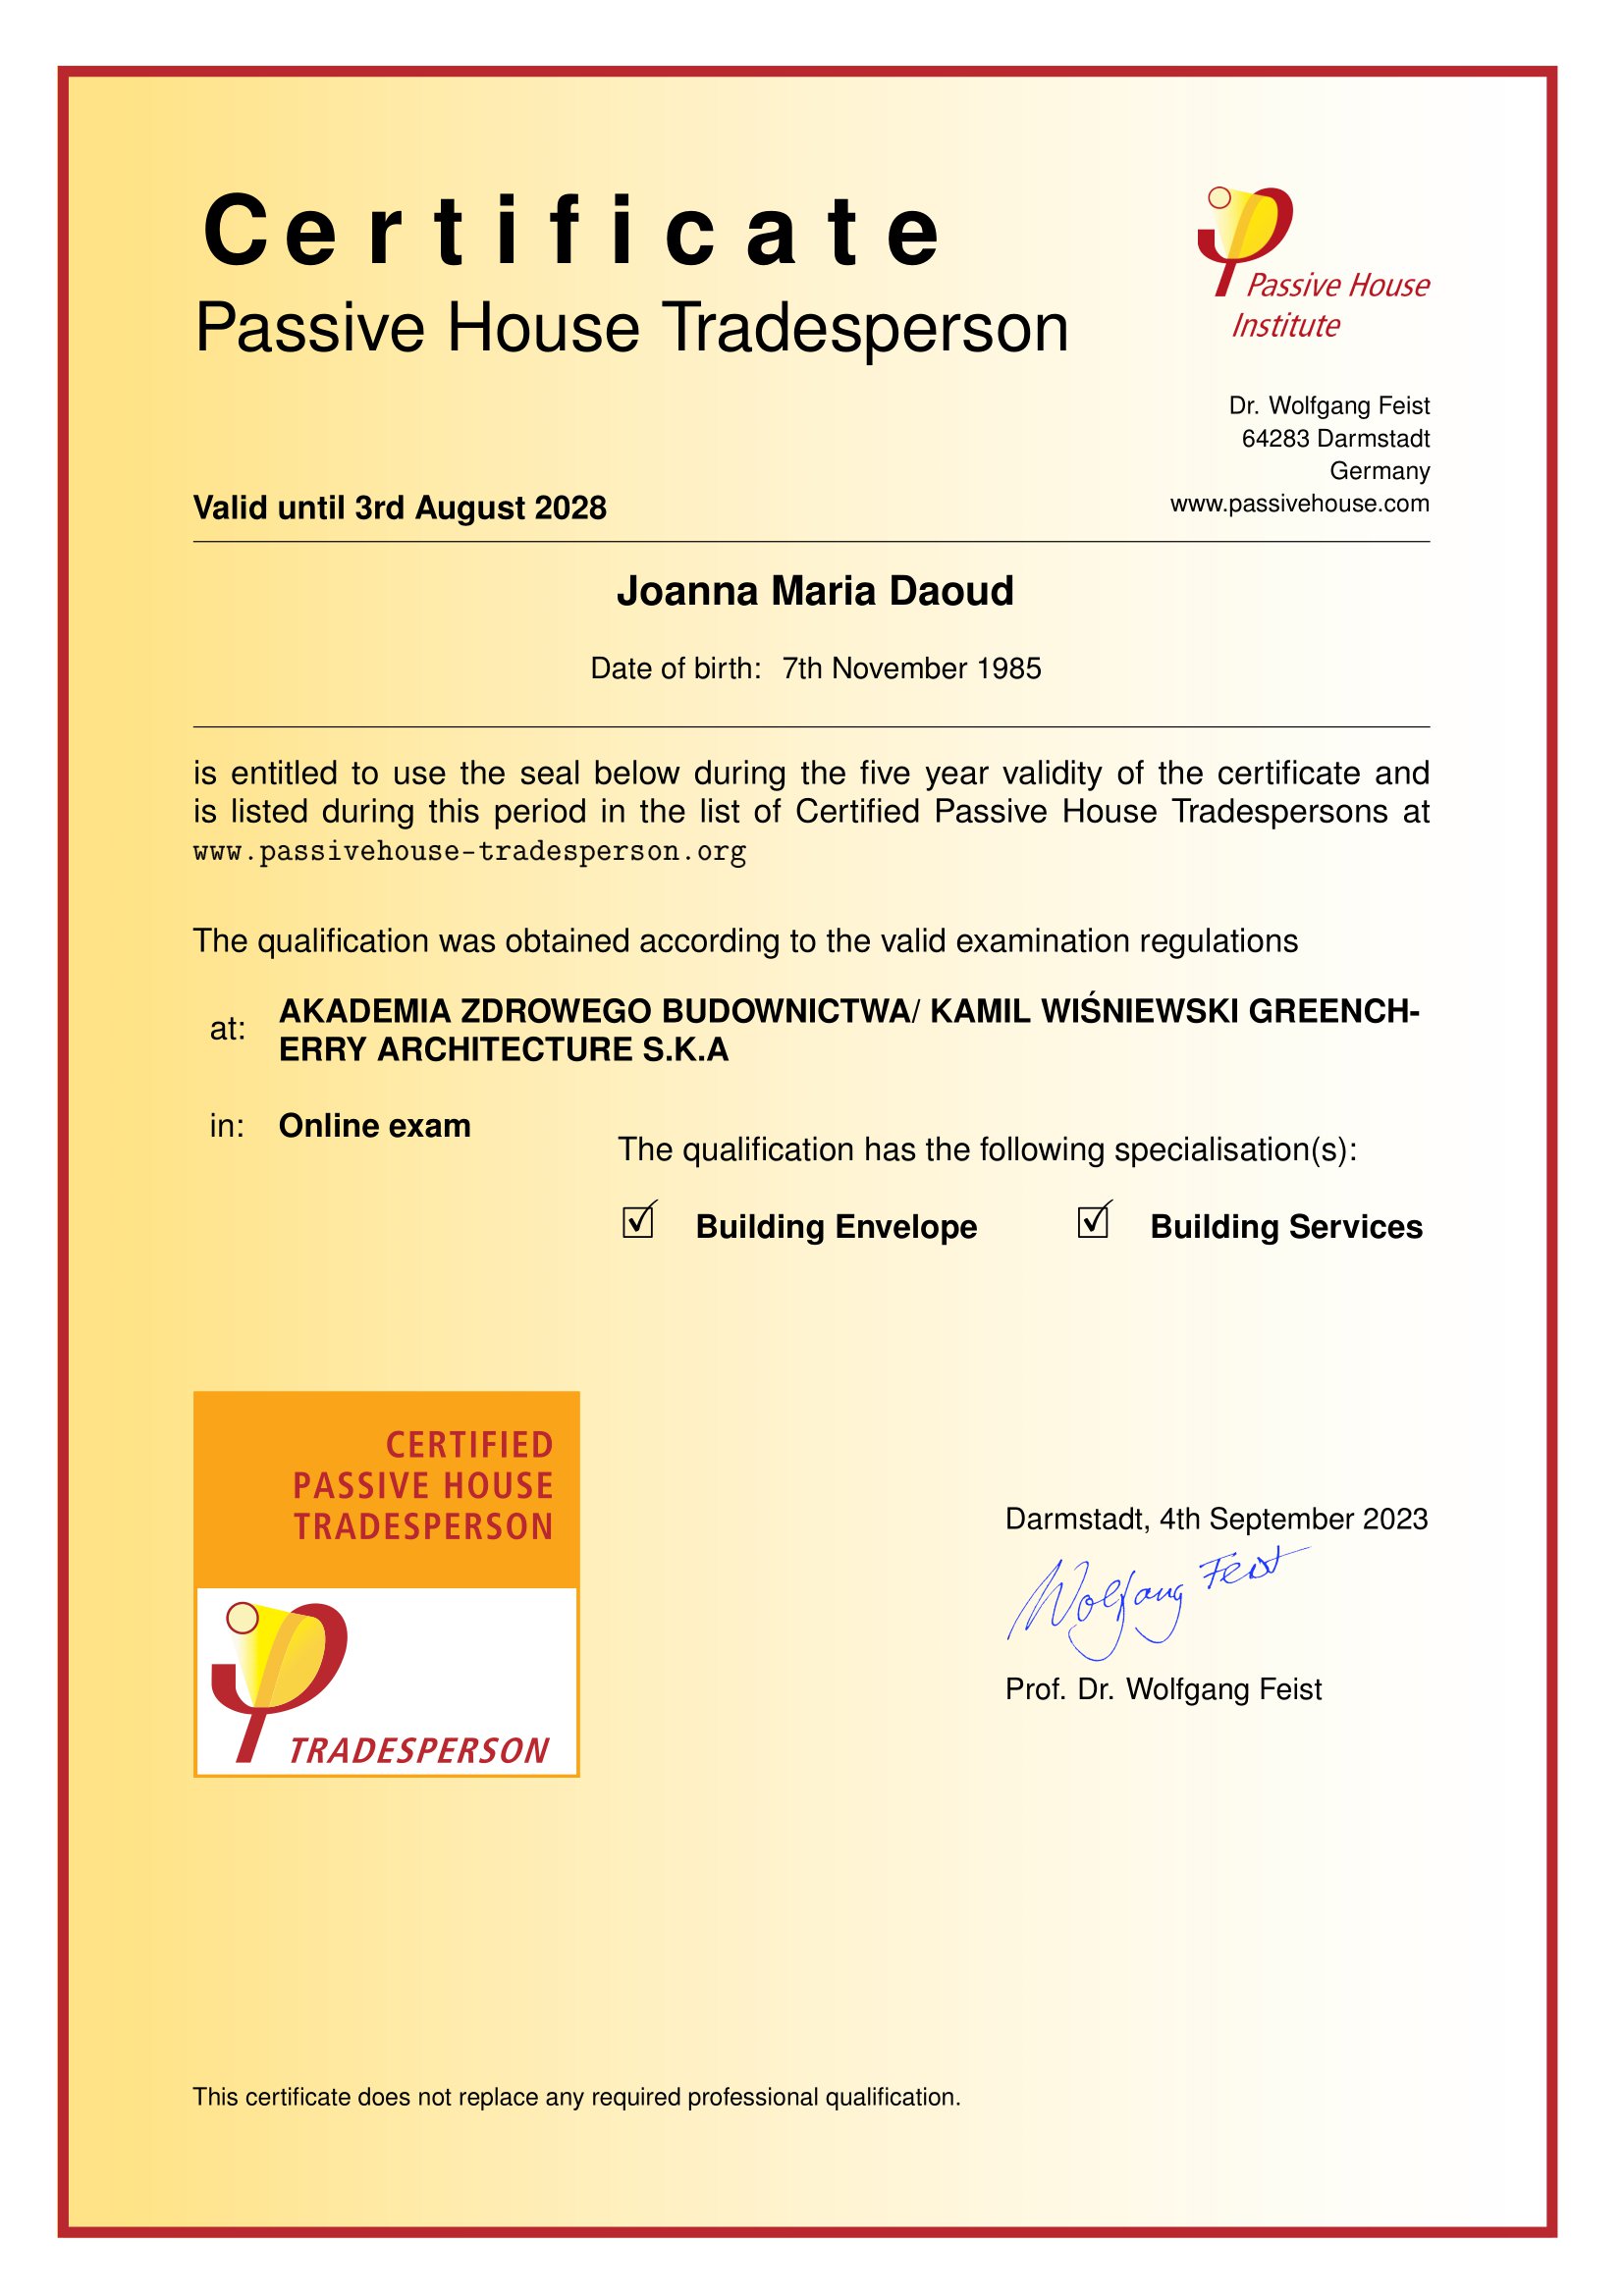 Certificate
Passive House Tradesperson
Passive House
Institute
Dr. Wolfgang Feist
64283 Darmstadt
Germany
www.passivehouse.com
Valid until 3rd August 2028
Joanna Maria Daoud
Date of birth: 7th November 1985
is entitled to use the seal below during the five year validity of the certificate and
is listed during this period in the list of Certified Passive House Tradespersons at
www.passivehouse-tradesperson.org
The qualification was obtained according to the valid examination regulations
at: AKADEMIA ZDROWEGO BUDOWNICTWA/ KAMIL WIŚNIEWSKI GREENCH-
ERRY ARCHITECTURE S.K.A
in: Online exam
The qualification has the following specialisation(s):
☑ Building Envelope ☑ Building Services
CERTIFIED
PASSIVE HOUSE
TRADESPERSON
TRADESPERSON
Darmstadt, 4th September 2023
Wolfgang Feist
Prof. Dr. Wolfgang Feist
This certificate does not replace any required professional qualification.